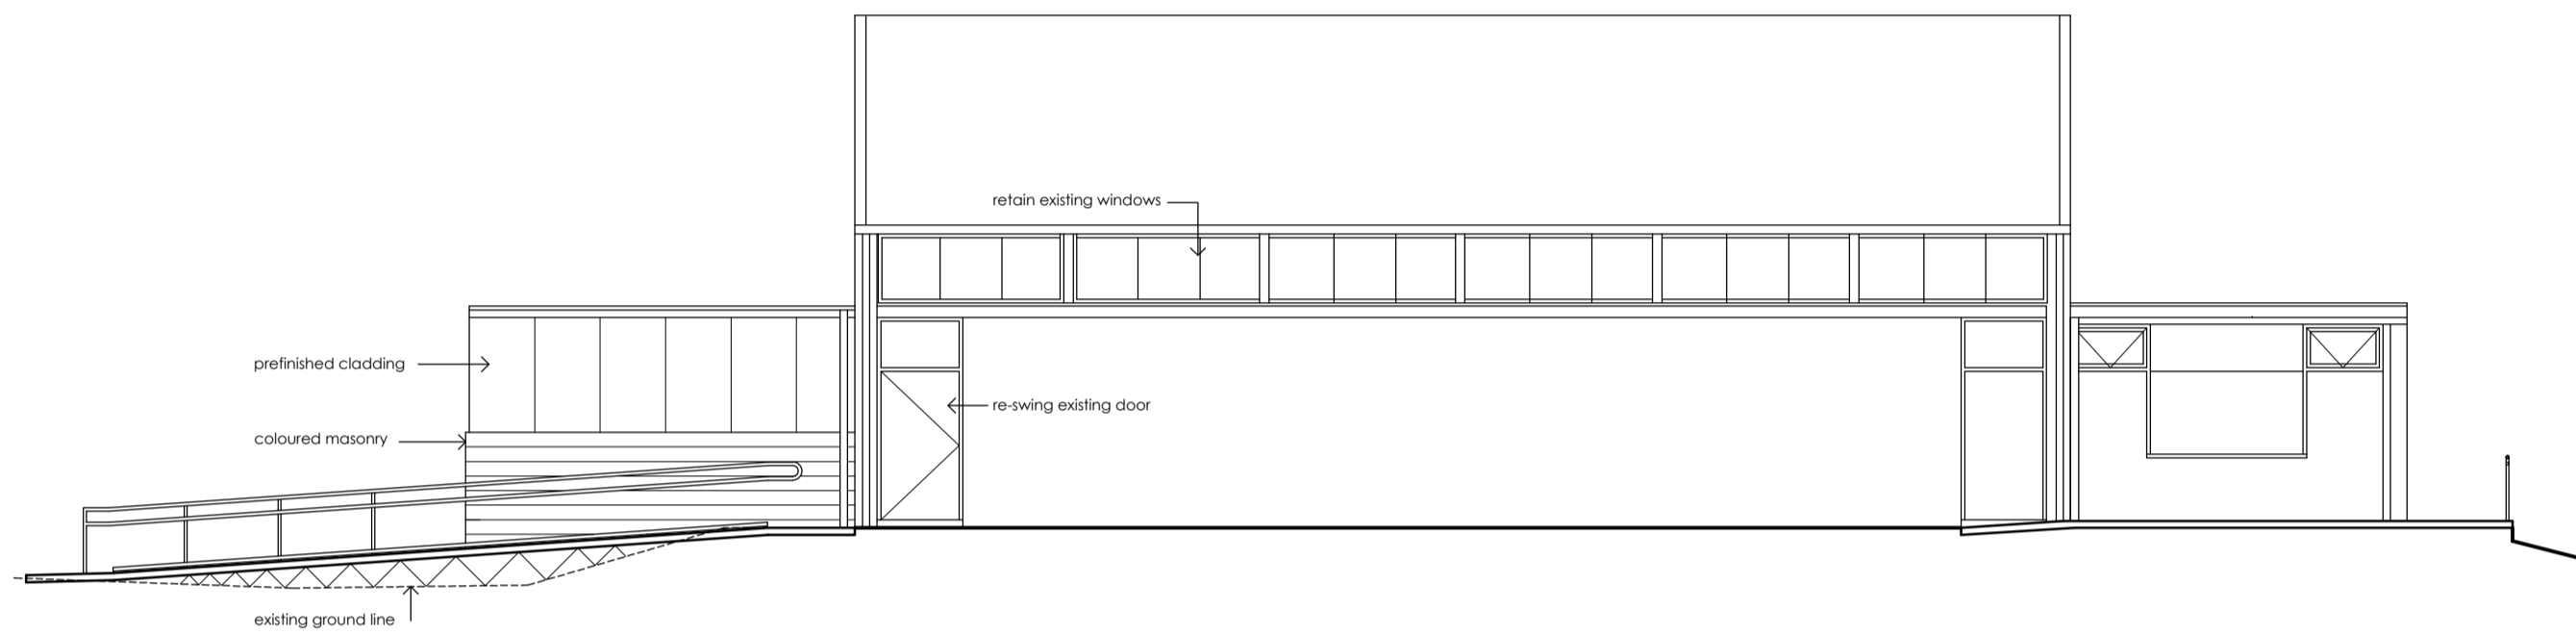 retain existing windows
prefinished cladding
re-swing existing door
coloured masonry
existing ground line